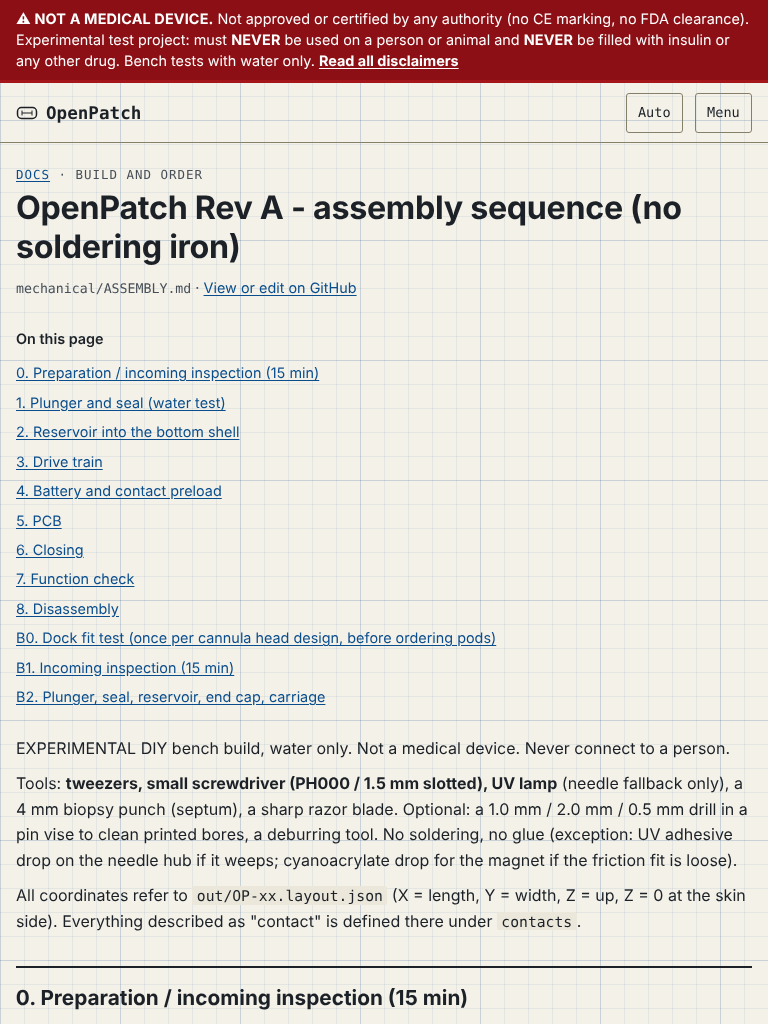 ⚠ NOT A MEDICAL DEVICE. Not approved or certified by any authority (no CE marking, no FDA clearance).
Experimental test project: must NEVER be used on a person or animal and NEVER be filled with insulin or
any other drug. Bench tests with water only. Read all disclaimers
OpenPatch
Auto
Menu
DOCS · BUILD AND ORDER
OpenPatch Rev A - assembly sequence (no
soldering iron)
mechanical/ASSEMBLY.md · View or edit on GitHub
On this page
0. Preparation / incoming inspection (15 min)
1. Plunger and seal (water test)
2. Reservoir into the bottom shell
3. Drive train
4. Battery and contact preload
5. PCB
6. Closing
7. Function check
8. Disassembly
B0. Dock fit test (once per cannula head design, before ordering pods)
B1. Incoming inspection (15 min)
B2. Plunger, seal, reservoir, end cap, carriage
EXPERIMENTAL DIY bench build, water only. Not a medical device. Never connect to a person.
Tools: tweezers, small screwdriver (PH000 / 1.5 mm slotted), UV lamp (needle fallback only), a
4 mm biopsy punch (septum), a sharp razor blade. Optional: a 1.0 mm / 2.0 mm / 0.5 mm drill in a
pin vise to clean printed bores, a deburring tool. No soldering, no glue (exception: UV adhesive
drop on the needle hub if it weeps; cyanoacrylate drop for the magnet if the friction fit is loose).
All coordinates refer to out/OP-xx.layout.json (X = length, Y = width, Z = up, Z = 0 at the skin
side). Everything described as "contact" is defined there under contacts.
0. Preparation / incoming inspection (15 min)